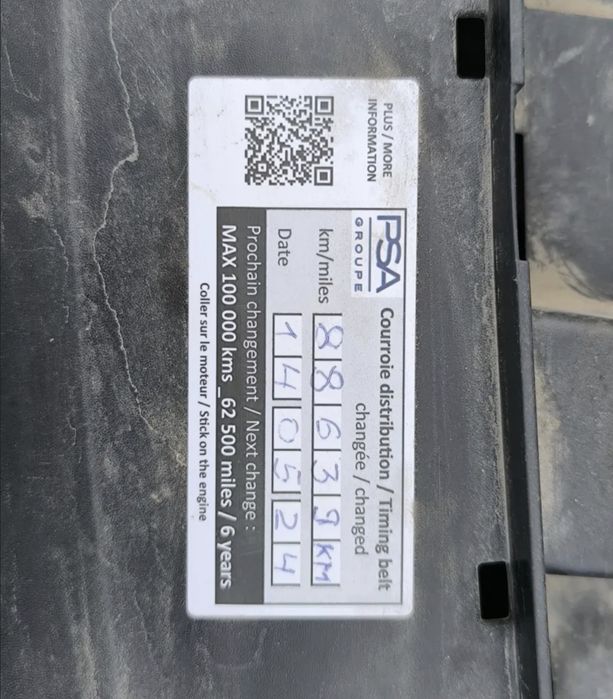 PLUS / MORE
INFORMATION
PSA
GROUPE
Courroie distribution / Timing belt
changée / changed
km/miles 88639 KM
Date 140524
Prochain changement / Next change :
MAX 100 000 kms _62 500 miles / 6 years
Coller sur le moteur / Stick on the engine